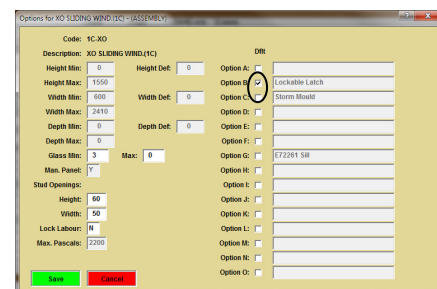 Options for XO SLIDING WIND.(1C) - (ASSEMBLY)
Code: 1C-XO
Description: XO SLIDING WIND.(1C) Dflt
Height Min: 0 Height Def: 0 Option A:
Height Max: 1550 Option B: Lockable Latch
Width Min: 600 Width Def: 0 Option C: Storm Mould
Width Max: 2410 Option D:
Depth Min: 0 Depth Def: 0 Option E:
Depth Max: 0 Option F:
Glass Min: 3 Max: 0 Option G: E72261 Sill
Man. Panel: Y Option H:
Stud Openings: Option I:
Height: 60 Option J:
Width: 50 Option K:
Lock Labour: N Option L:
Max. Pascals: 2200 Option M:
Option N:
Save Cancel Option O: